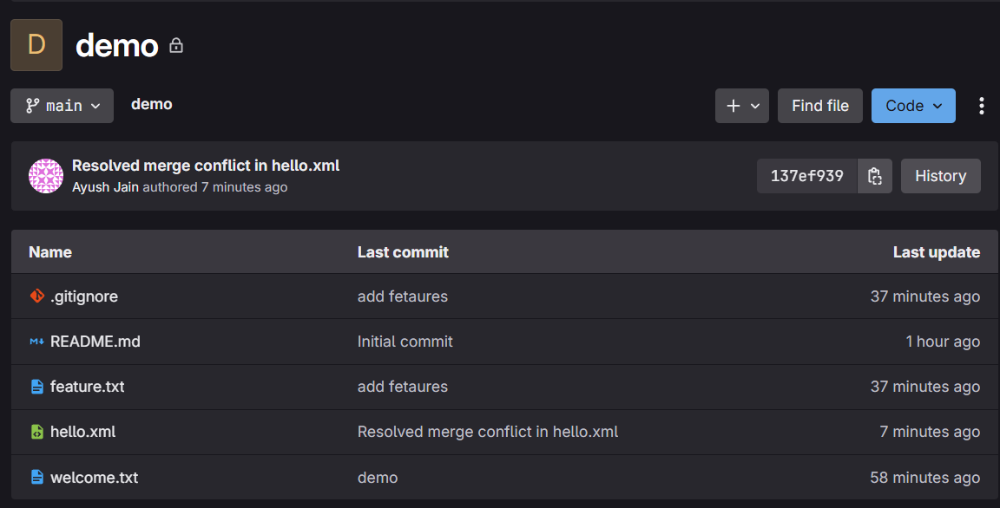 D
demo
main
demo
Find file
Code
Resolved merge conflict in hello.xml
Ayush Jain authored 7 minutes ago
137ef939
History
Name Last commit Last update
.gitignore add fetaures 37 minutes ago
README.md Initial commit 1 hour ago
feature.txt add fetaures 37 minutes ago
hello.xml Resolved merge conflict in hello.xml 7 minutes ago
welcome.txt demo 58 minutes ago